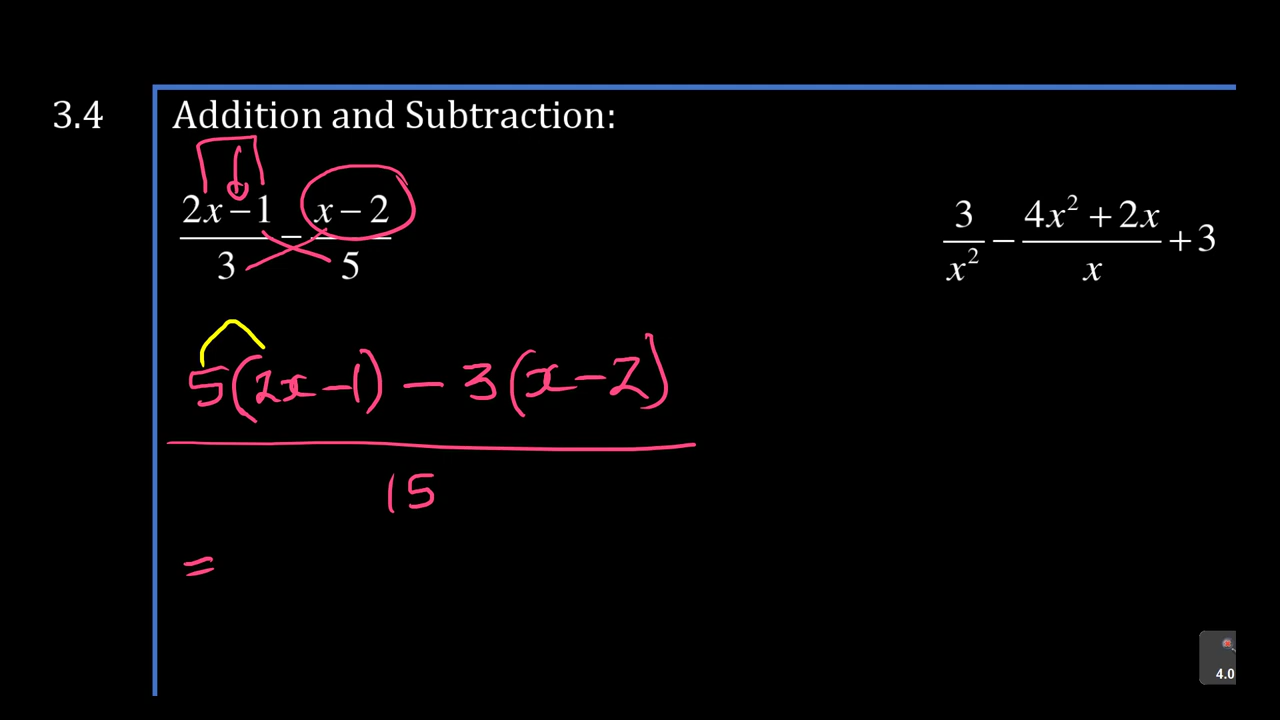 3.4 Addition and Subtraction:
(2x − 1)/3 − (x − 2)/5
3/x² − (4x² + 2x)/x + 3
5(2x − 1) − 3(x − 2)
15
=
4.0